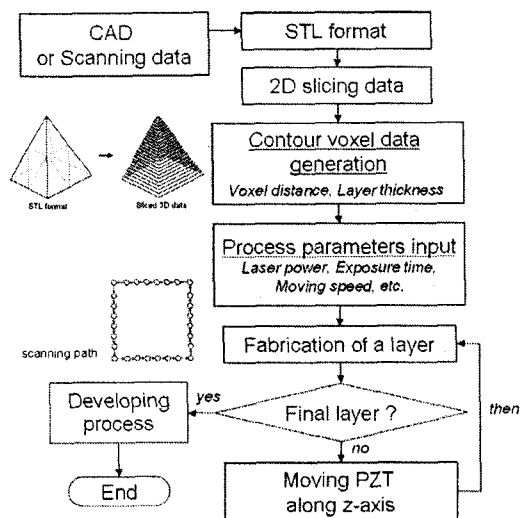 CAD
or Scanning data
STL format
2D slicing data
Contour voxel data
generation
Voxel distance, Layer thickness
STL format
Sliced 3D data
Process parameters input
Laser power, Exposure time,
Moving speed, etc.
scanning path
Fabrication of a layer
Final layer ?
yes
no
then
Developing
process
End
Moving PZT
along z-axis